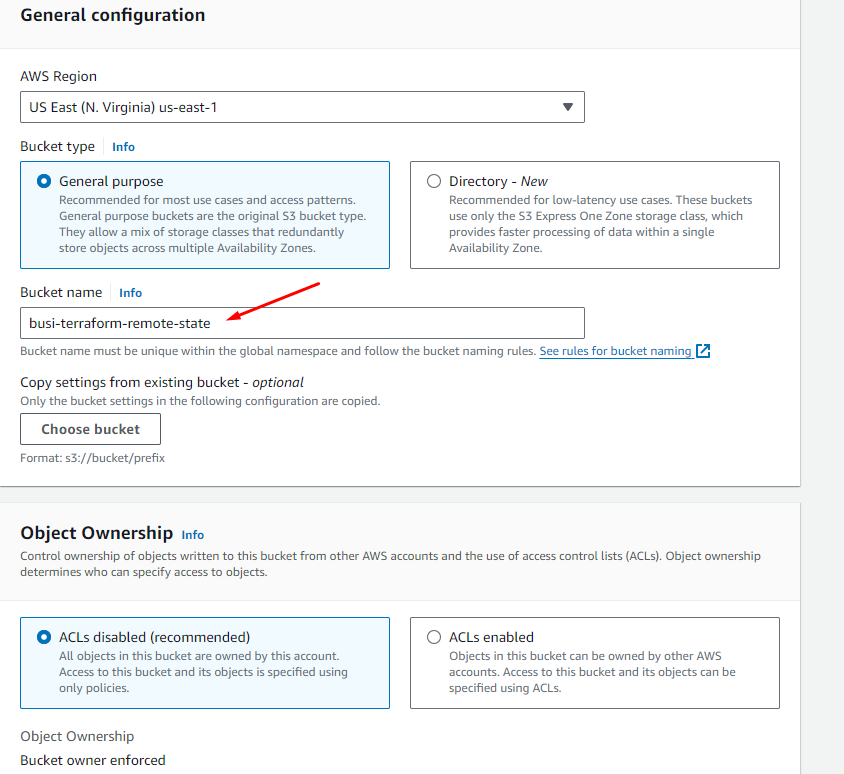 General configuration
AWS Region
US East (N. Virginia) us-east-1
Bucket type Info
General purpose
Recommended for most use cases and access patterns.
General purpose buckets are the original S3 bucket type.
They allow a mix of storage classes that redundantly
store objects across multiple Availability Zones.
Directory - New
Recommended for low-latency use cases. These buckets
use only the S3 Express One Zone storage class, which
provides faster processing of data within a single
Availability Zone.
Bucket name Info
busi-terraform-remote-state
Bucket name must be unique within the global namespace and follow the bucket naming rules. See rules for bucket naming
Copy settings from existing bucket - optional
Only the bucket settings in the following configuration are copied.
Choose bucket
Format: s3://bucket/prefix
Object Ownership Info
Control ownership of objects written to this bucket from other AWS accounts and the use of access control lists (ACLs). Object ownership
determines who can specify access to objects.
ACLs disabled (recommended)
All objects in this bucket are owned by this account.
Access to this bucket and its objects is specified using
only policies.
ACLs enabled
Objects in this bucket can be owned by other AWS
accounts. Access to this bucket and its objects can be
specified using ACLs.
Object Ownership
Bucket owner enforced